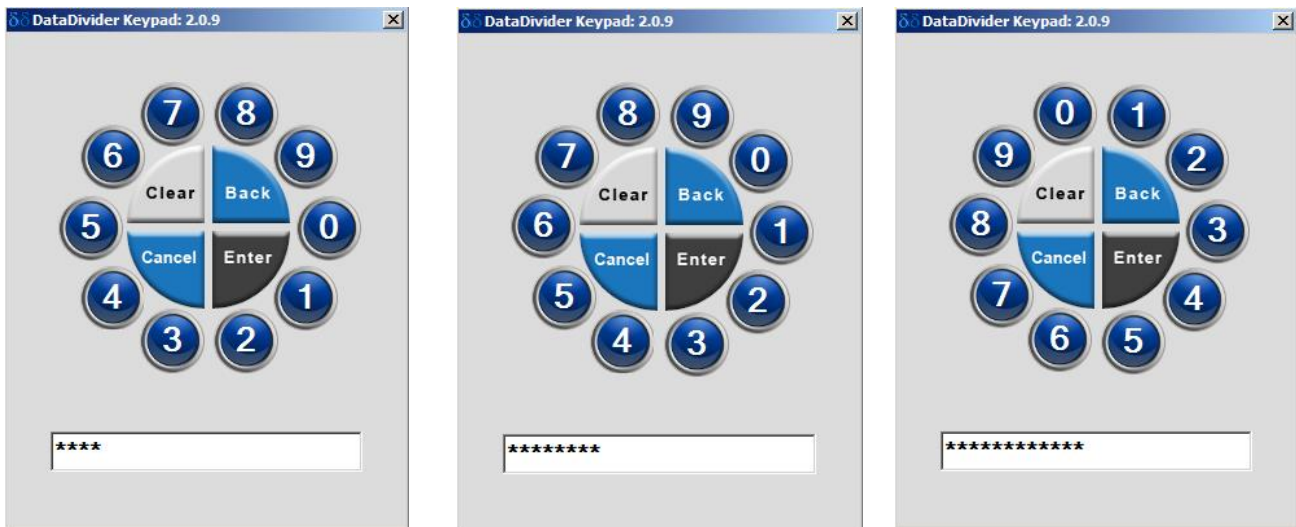 δδ DataDivider Keypad: 2.0.9
7 8
6 9
Clear Back
5 0
Cancel Enter
4 1
3 2
****
δδ DataDivider Keypad: 2.0.9
8 9
7 0
Clear Back
6 1
Cancel Enter
5 2
4 3
********
δδ DataDivider Keypad: 2.0.9
0 1
9 2
Clear Back
8 3
Cancel Enter
7 4
6 5
************